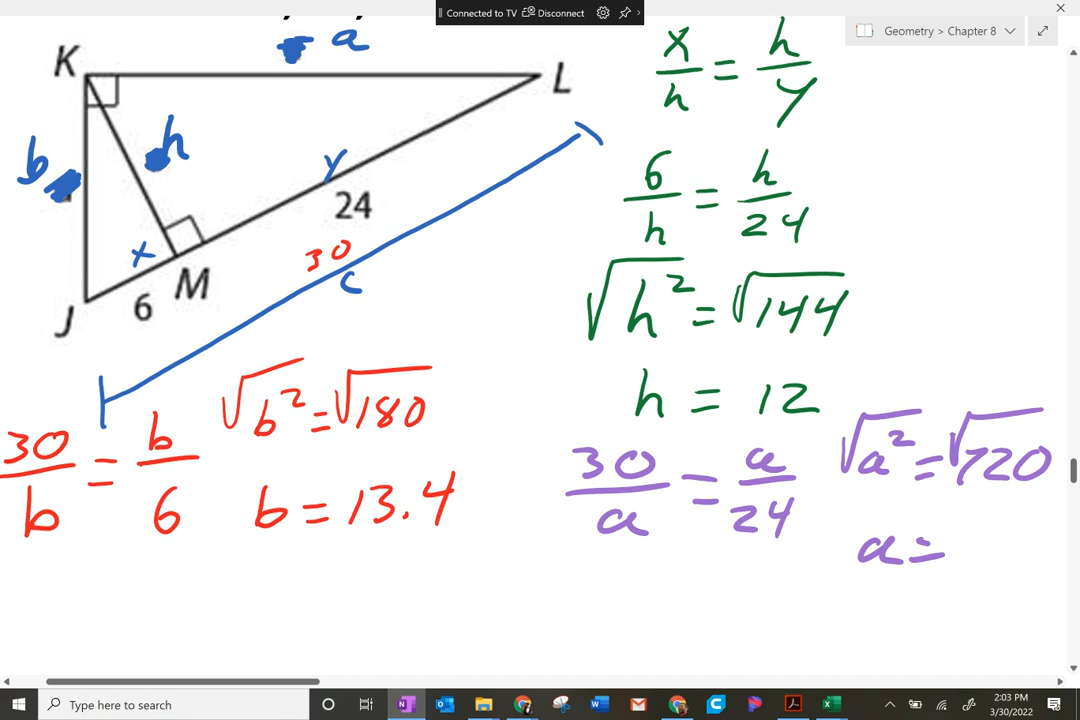 Connected to TV Disconnect
Geometry > Chapter 8
K
a
L
b
h
x
y
24
30
c
M
6
J
x/h = h/y
6/h = h/24
√h² = √144
h = 12
30/b = b/6
√b² = √180
b = 13.4
30/a = a/24
√a² = √720
a =
Type here to search
2:03 PM
3/30/2022